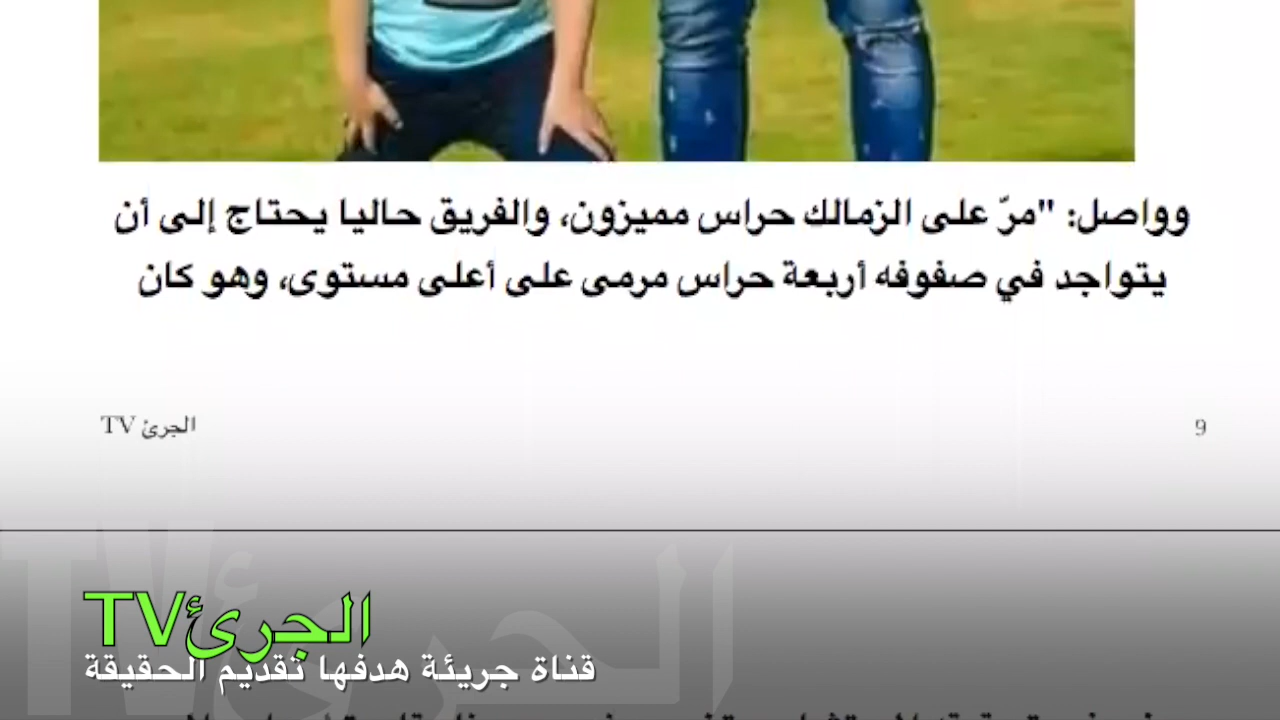 وواصل: "مرّ على الزمالك حراس مميزون، والفريق حاليا يحتاج إلى أن
يتواجد في صفوفه أربعة حراس مرمى على أعلى مستوى، وهو كان
الجرئ TV
9
الجرئTV
قناة جريئة هدفها تقديم الحقيقة